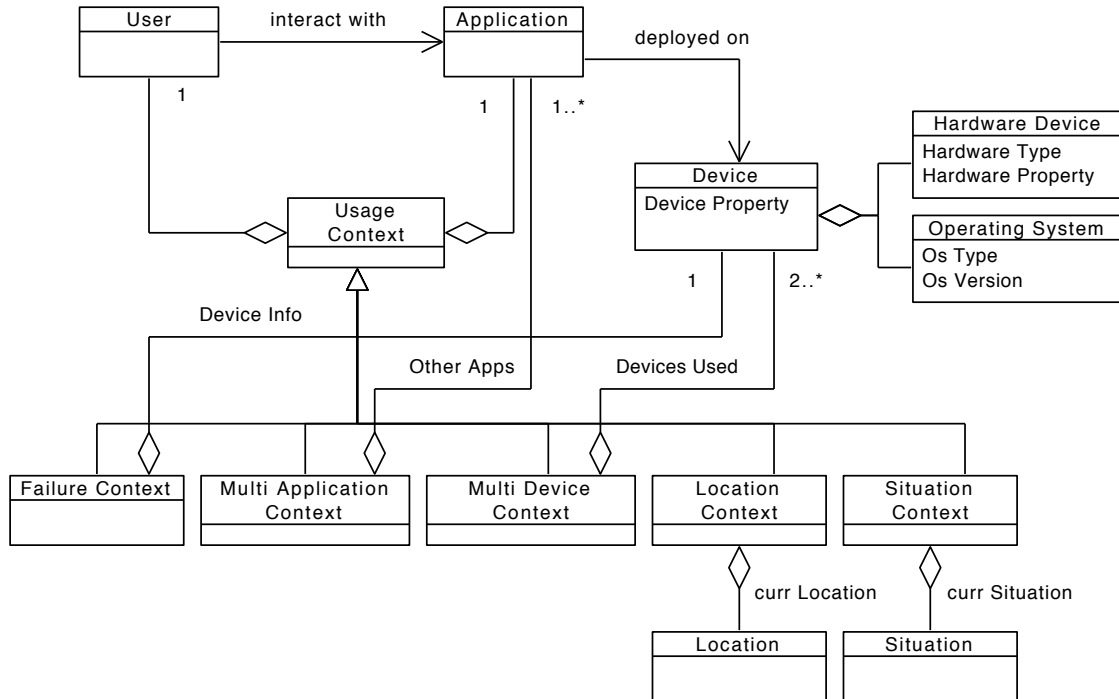 User
interact with
Application
deployed on
1
1
1..*
Hardware Device
Hardware Type
Hardware Property
Device
Device Property
Usage
Context
Operating System
Os Type
Os Version
1
2..*
Device Info
Other Apps
Devices Used
Failure Context
Multi Application
Context
Multi Device
Context
Location
Context
Situation
Context
curr Location
curr Situation
Location
Situation